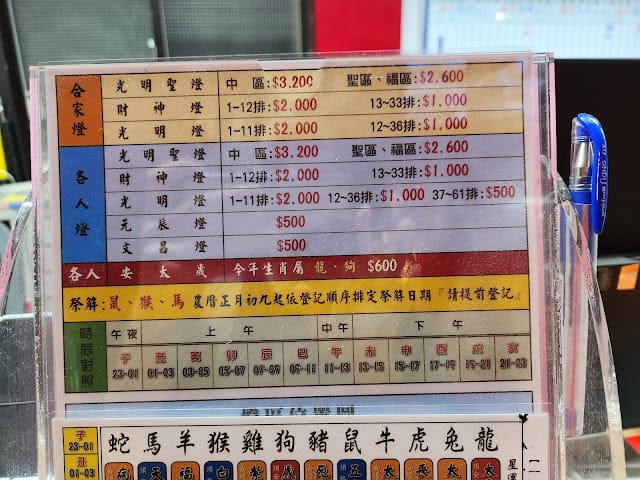 合家燈
光明聖燈 中區:$3,200 聖區、福區:$2,600
財神燈 1-12排:$2,000 13~33排:$1,000
光明燈 1-11排:$2,000 12~36排:$1,000
各人燈
光明聖燈 中區:$3,200 聖區、福區:$2,600
財神燈 1-12排:$2,000 13~33排:$1,000
光明燈 1-11排:$2,000 12~36排:$1,000 37~61排:$500
元辰燈 $500
文昌燈 $500
各人 安太歲 今年生肖屬 龍、狗 $600
祭解:鼠、猴、馬 農曆正月初九起依登記順序排定祭解日期『請提前登記』
時辰對照
午夜 上午 中午 下午
子 丑 寅 卯 辰 巳 午 未 申 酉 戌 亥
23-01 01-03 03-05 05-07 07-09 09-11 11-13 13-15 15-17 17-19 19-21 21-23
子 23-01 蛇 馬 羊 猴 雞 狗 豬 鼠 牛 虎 兔 龍
丑 01-03 病 天 福 白 歲 死 五 太 太